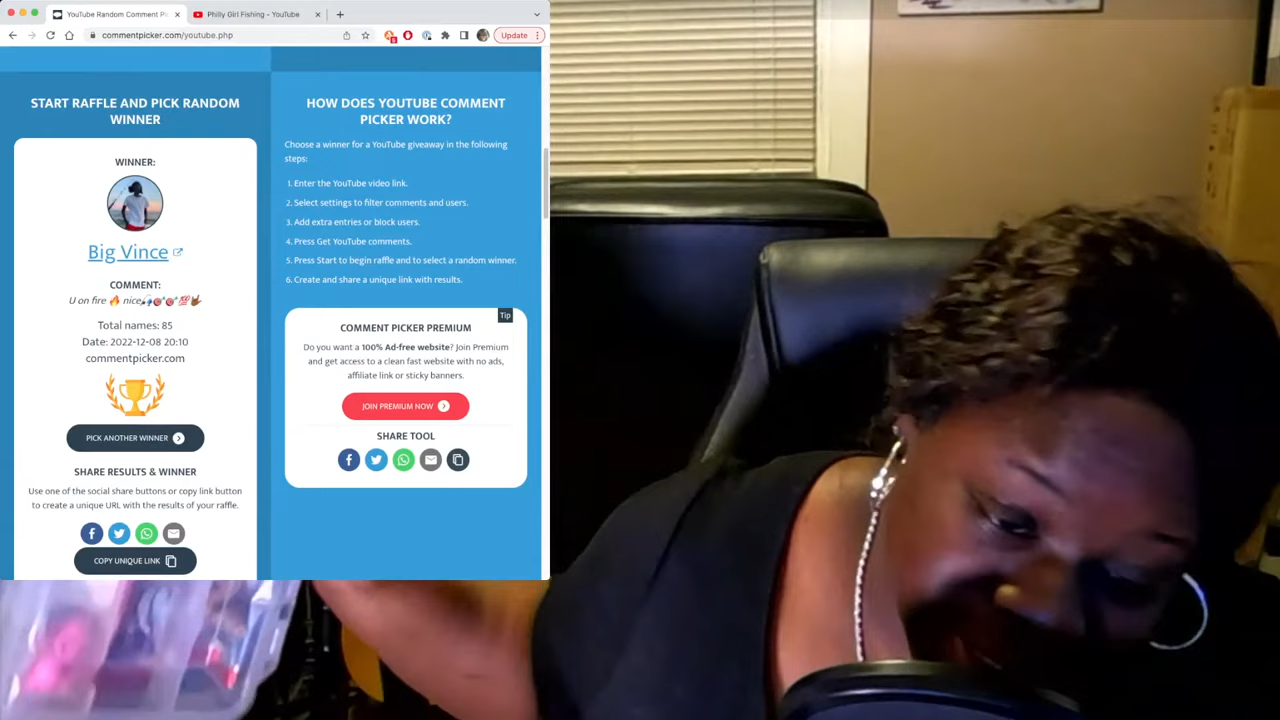 YouTube Random Comment Pi
Philly Girl Fishing - YouTube
commentpicker.com/youtube.php
Update
START RAFFLE AND PICK RANDOM
WINNER
WINNER:
Big Vince
COMMENT:
U on fire 🔥 nice🎣🎯🎯💯🤟🏾
Total names: 85
Date: 2022-12-08 20:10
commentpicker.com
PICK ANOTHER WINNER
SHARE RESULTS & WINNER
Use one of the social share buttons or copy link button
to create a unique URL with the results of your raffle.
COPY UNIQUE LINK
HOW DOES YOUTUBE COMMENT
PICKER WORK?
Choose a winner for a YouTube giveaway in the following
steps:
1. Enter the YouTube video link.
2. Select settings to filter comments and users.
3. Add extra entries or block users.
4. Press Get YouTube comments.
5. Press Start to begin raffle and to select a random winner.
6. Create and share a unique link with results.
Tip
COMMENT PICKER PREMIUM
Do you want a 100% Ad-free website? Join Premium
and get access to a clean fast website with no ads,
affiliate link or sticky banners.
JOIN PREMIUM NOW
SHARE TOOL